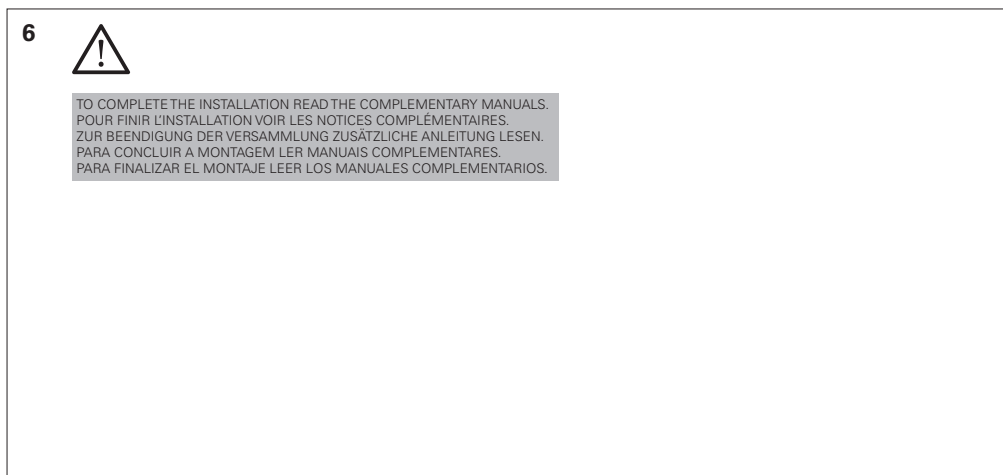 6
TO COMPLETE THE INSTALLATION READ THE COMPLEMENTARY MANUALS.
POUR FINIR L'INSTALLATION VOIR LES NOTICES COMPLÉMENTAIRES.
ZUR BEENDIGUNG DER VERSAMMLUNG ZUSÄTZLICHE ANLEITUNG LESEN.
PARA CONCLUIR A MONTAGEM LER MANUAIS COMPLEMENTARES.
PARA FINALIZAR EL MONTAJE LEER LOS MANUALES COMPLEMENTARIOS.